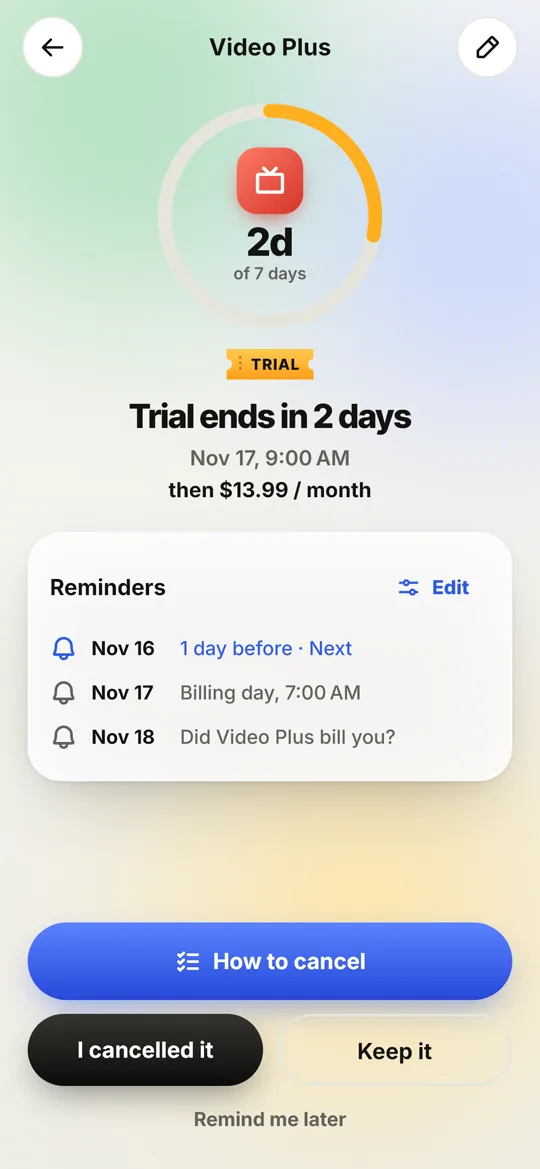 Video Plus
2d
of 7 days
TRIAL
Trial ends in 2 days
Nov 17, 9:00 AM
then $13.99 / month
Reminders
Edit
Nov 16 1 day before · Next
Nov 17 Billing day, 7:00 AM
Nov 18 Did Video Plus bill you?
How to cancel
I cancelled it
Keep it
Remind me later